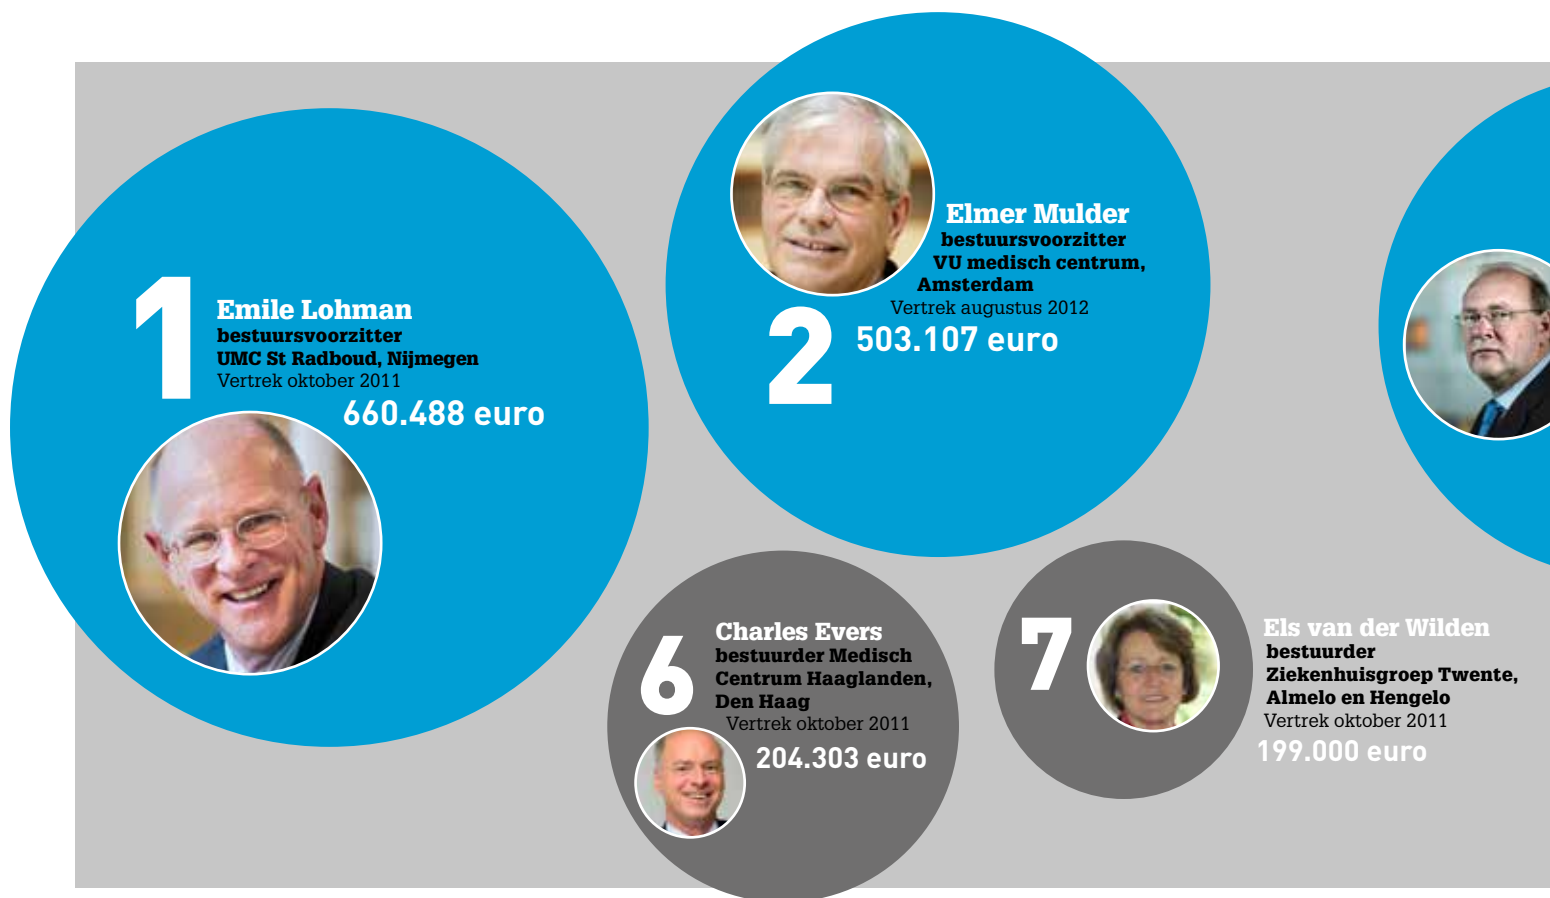 1
Emile Lohman
bestuursvoorzitter
UMC St Radboud, Nijmegen
Vertrek oktober 2011
660.488 euro
2
Elmer Mulder
bestuursvoorzitter
VU medisch centrum,
Amsterdam
Vertrek augustus 2012
503.107 euro
6
Charles Evers
bestuurder Medisch
Centrum Haaglanden,
Den Haag
Vertrek oktober 2011
204.303 euro
7
Els van der Wilden
bestuurder
Ziekenhuisgroep Twente,
Almelo en Hengelo
Vertrek oktober 2011
199.000 euro